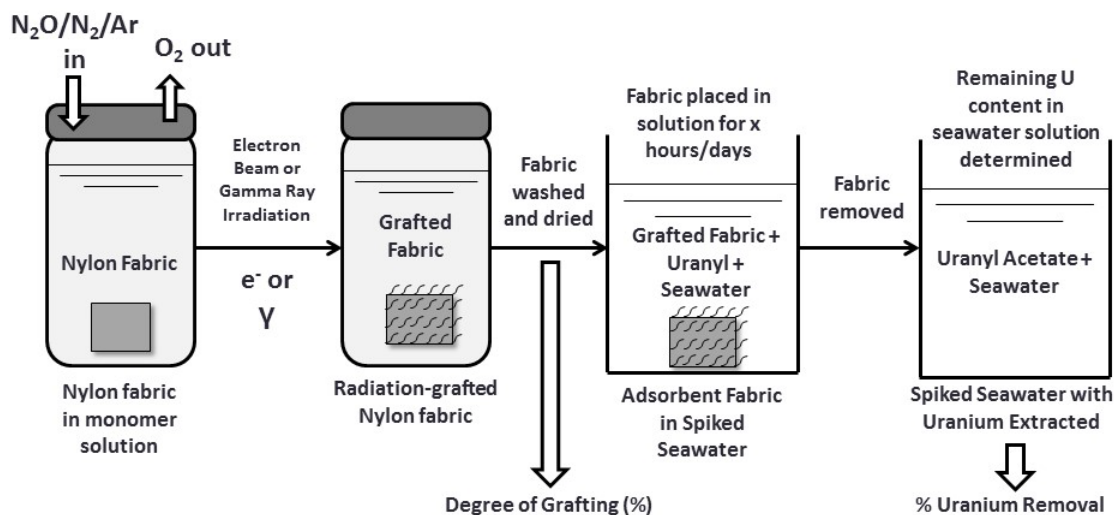 N₂O/N₂/Ar
in
O₂ out
Nylon Fabric
Nylon fabric
in monomer
solution
Electron
Beam or
Gamma Ray
Irradiation
e⁻ or
γ
Grafted
Fabric
Radiation-grafted
Nylon fabric
Fabric
washed
and dried
Degree of Grafting (%)
Fabric placed in
solution for x
hours/days
Grafted Fabric +
Uranyl +
Seawater
Adsorbent Fabric
in Spiked
Seawater
Fabric
removed
Remaining U
content in
seawater solution
determined
Uranyl Acetate +
Seawater
Spiked Seawater with
Uranium Extracted
% Uranium Removal